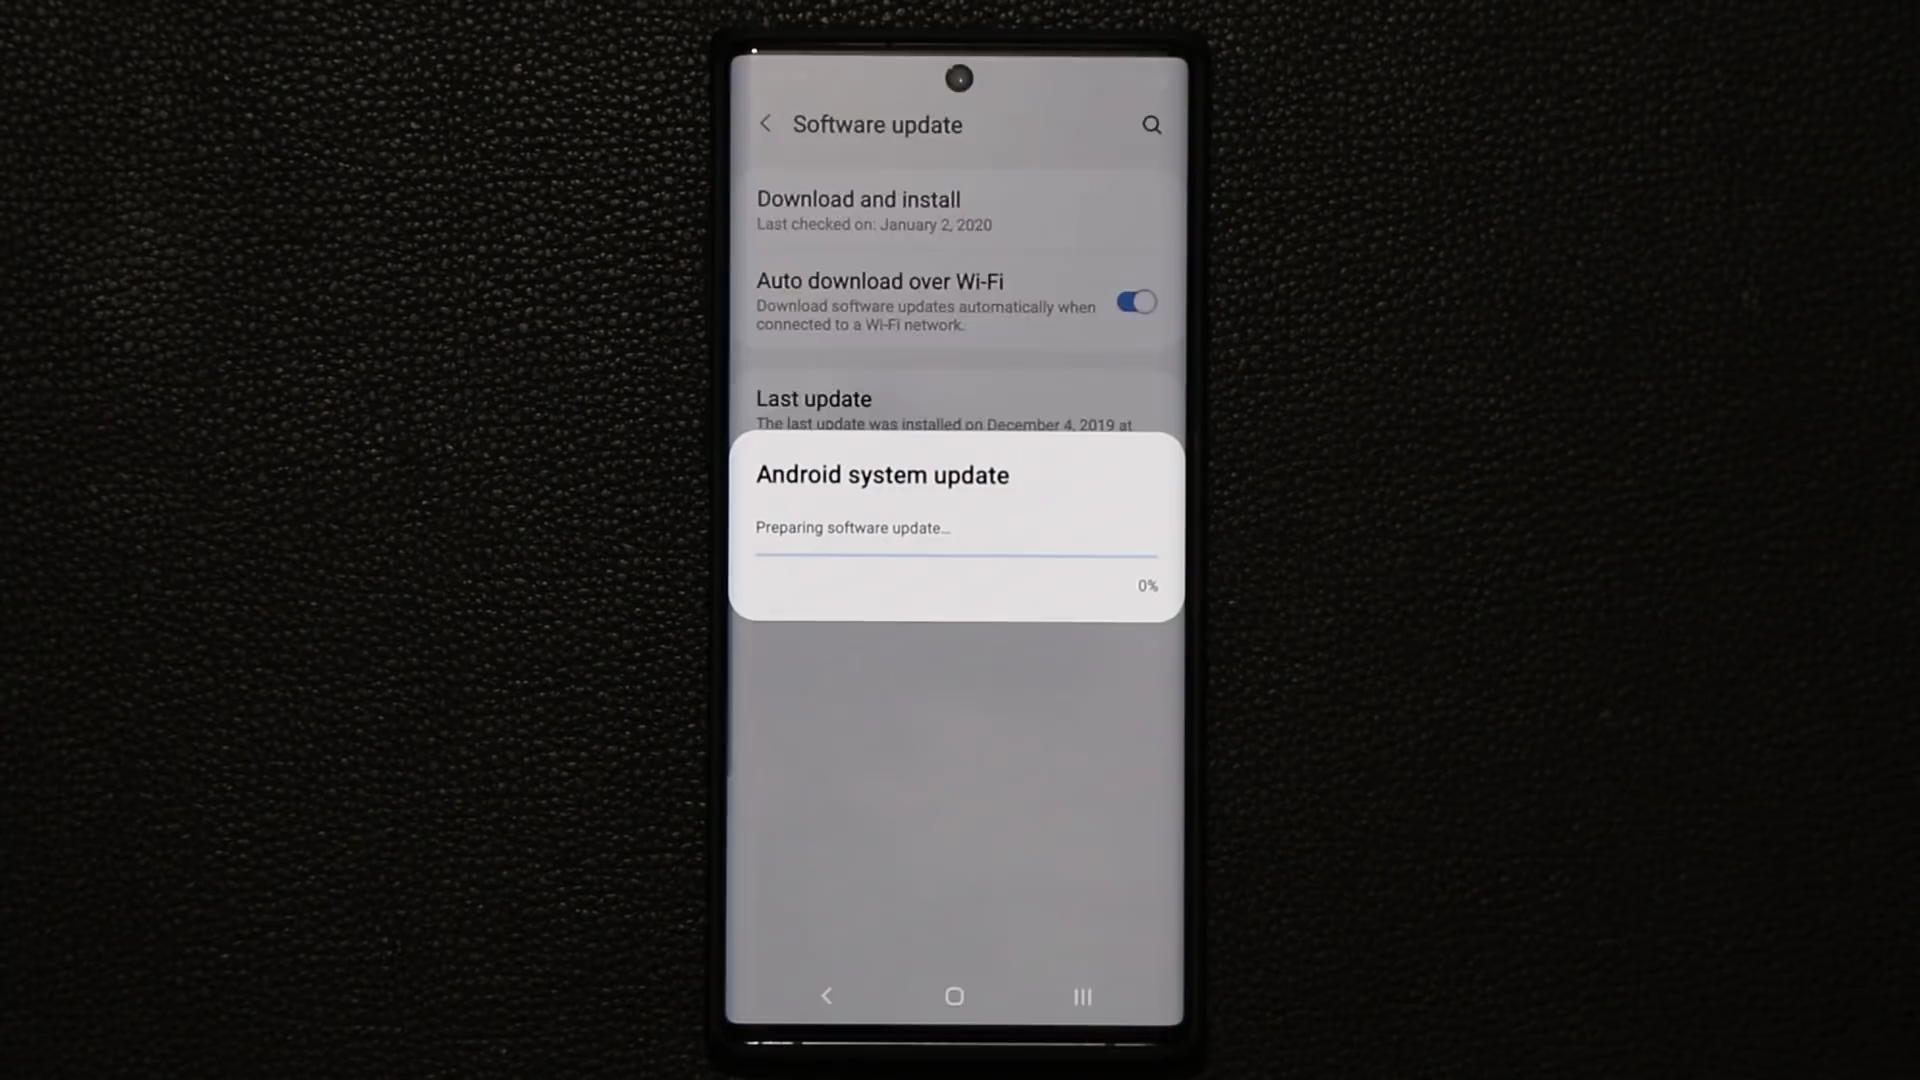 Software update
Download and install
Last checked on: January 2, 2020
Auto download over Wi-Fi
Download software updates automatically when
connected to a Wi-Fi network.
Last update
The last update was installed on December 4, 2019 at
Android system update
Preparing software update...
0%